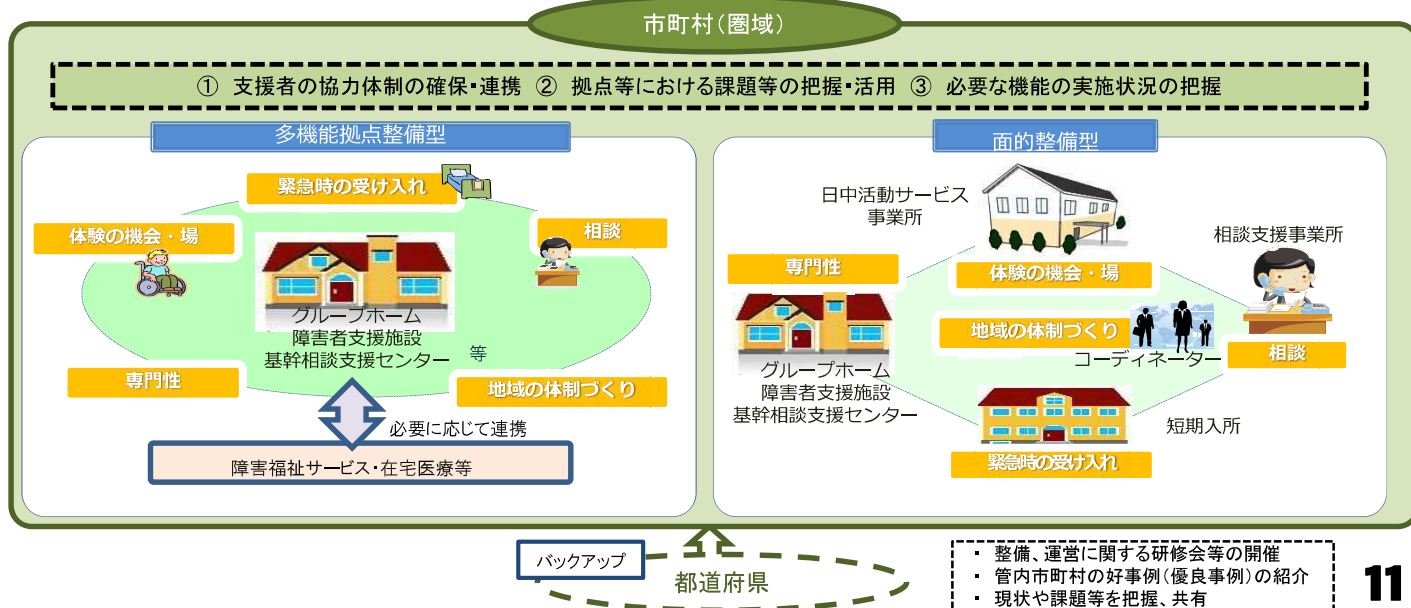 市町村(圏域)
① 支援者の協力体制の確保・連携 ② 拠点等における課題等の把握・活用 ③ 必要な機能の実施状況の把握
多機能拠点整備型
緊急時の受け入れ
体験の機会・場
相談
グループホーム
障害者支援施設
基幹相談支援センター 等
専門性
地域の体制づくり
必要に応じて連携
障害福祉サービス・在宅医療等
面的整備型
日中活動サービス
事業所
相談支援事業所
専門性
体験の機会・場
地域の体制づくり
コーディネーター
相談
グループホーム
障害者支援施設
基幹相談支援センター
短期入所
緊急時の受け入れ
バックアップ
都道府県
・ 整備、運営に関する研修会等の開催
・ 管内市町村の好事例(優良事例)の紹介
・ 現状や課題等を把握、共有
11